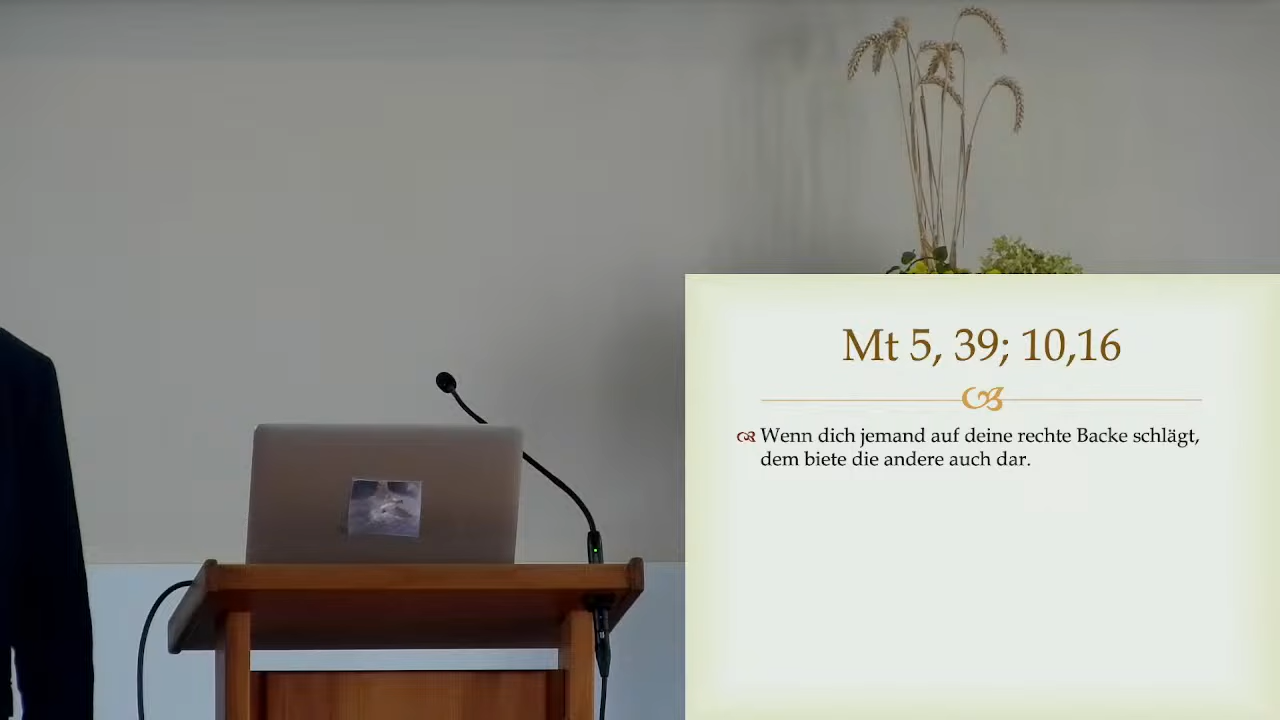 Mt 5, 39; 10,16
Wenn dich jemand auf deine rechte Backe schlägt,
dem biete die andere auch dar.